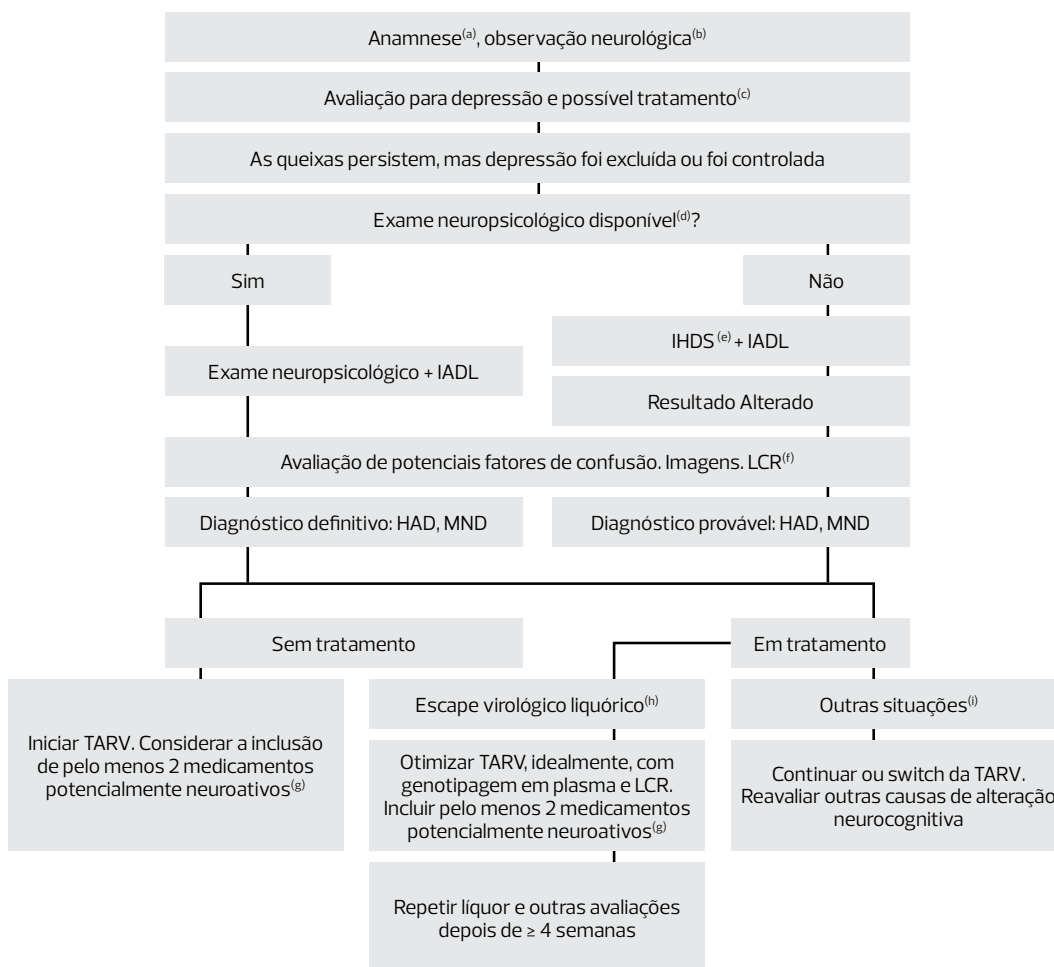 Anamnese(a), observação neurológica(b)
Avaliação para depressão e possível tratamento(c)
As queixas persistem, mas depressão foi excluída ou foi controlada
Exame neuropsicológico disponível(d)?
Sim
Não
Exame neuropsicológico + IADL
IHDS (e) + IADL
Resultado Alterado
Avaliação de potenciais fatores de confusão. Imagens. LCR(f)
Diagnóstico definitivo: HAD, MND
Diagnóstico provável: HAD, MND
Sem tratamento
Em tratamento
Iniciar TARV. Considerar a inclusão
de pelo menos 2 medicamentos
potencialmente neuroativos(g)
Escape virológico liquórico(h)
Otimizar TARV, idealmente, com
genotipagem em plasma e LCR.
Incluir pelo menos 2 medicamentos
potencialmente neuroativos(g)
Repetir líquor e outras avaliações
depois de ≥ 4 semanas
Outras situações(i)
Continuar ou switch da TARV.
Reavaliar outras causas de alteração
neurocognitiva